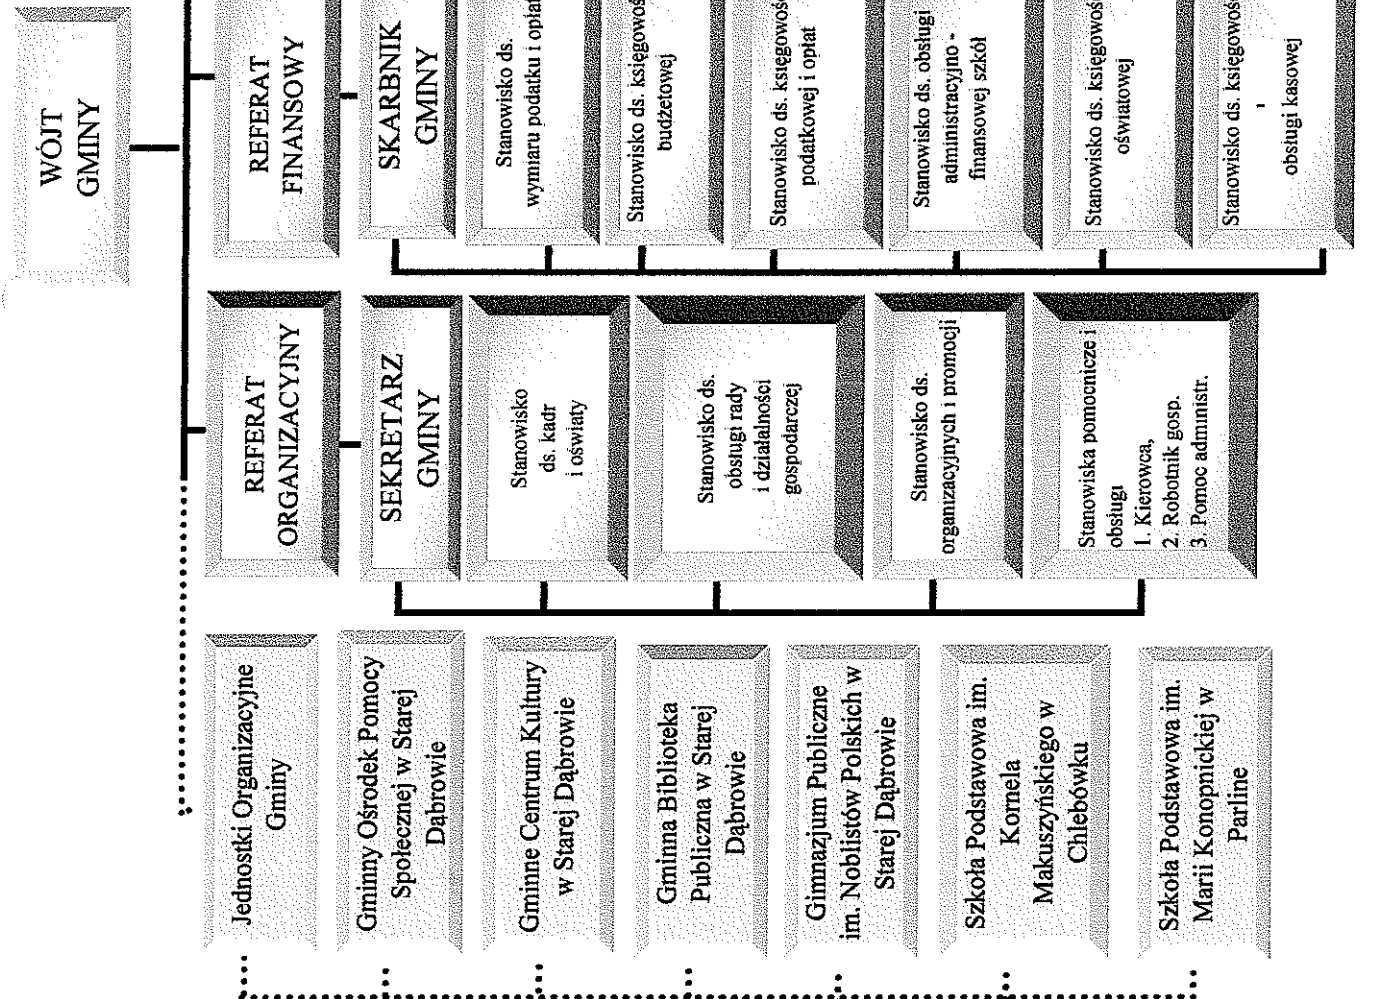 WÓJT
GMINY
Jednostki Organizacyjne
Gminy
Gminny Ośrodek Pomocy
Społecznej w Starej
Dąbrowie
Gminne Centrum Kultury
w Starej Dąbrowie
Gminna Biblioteka
Publiczna w Starej
Dąbrowie
Gimnazjum Publiczne
im. Noblistów Polskich w
Starej Dąbrowie
Szkoła Podstawowa im.
Kornela
Makuszyńskiego w
Chlebówku
Szkoła Podstawowa im.
Marii Konopnickiej w
Parline
REFERAT
ORGANIZACYJNY
SEKRETARZ
GMINY
Stanowisko
ds. kadr
i oświaty
Stanowisko ds.
obsługi rady
i działalności
gospodarczej
Stanowisko ds.
organizacyjnych i promocji
Stanowiska pomocnicze i
obsługi
1. Kierowca,
2. Robotnik gosp.
3. Pomoc administr.
REFERAT
FINANSOWY
SKARBNIK
GMINY
Stanowisko ds.
wymiaru podatku i opłat
Stanowisko ds. księgowoś
budżetowej
Stanowisko ds. księgowoś
podatkowej i opłat
Stanowisko ds. obsługi
administracyjno -
finansowej szkół
Stanowisko ds. księgowoś
oświatowej
Stanowisko ds. księgowoś
-
obsługi kasowej